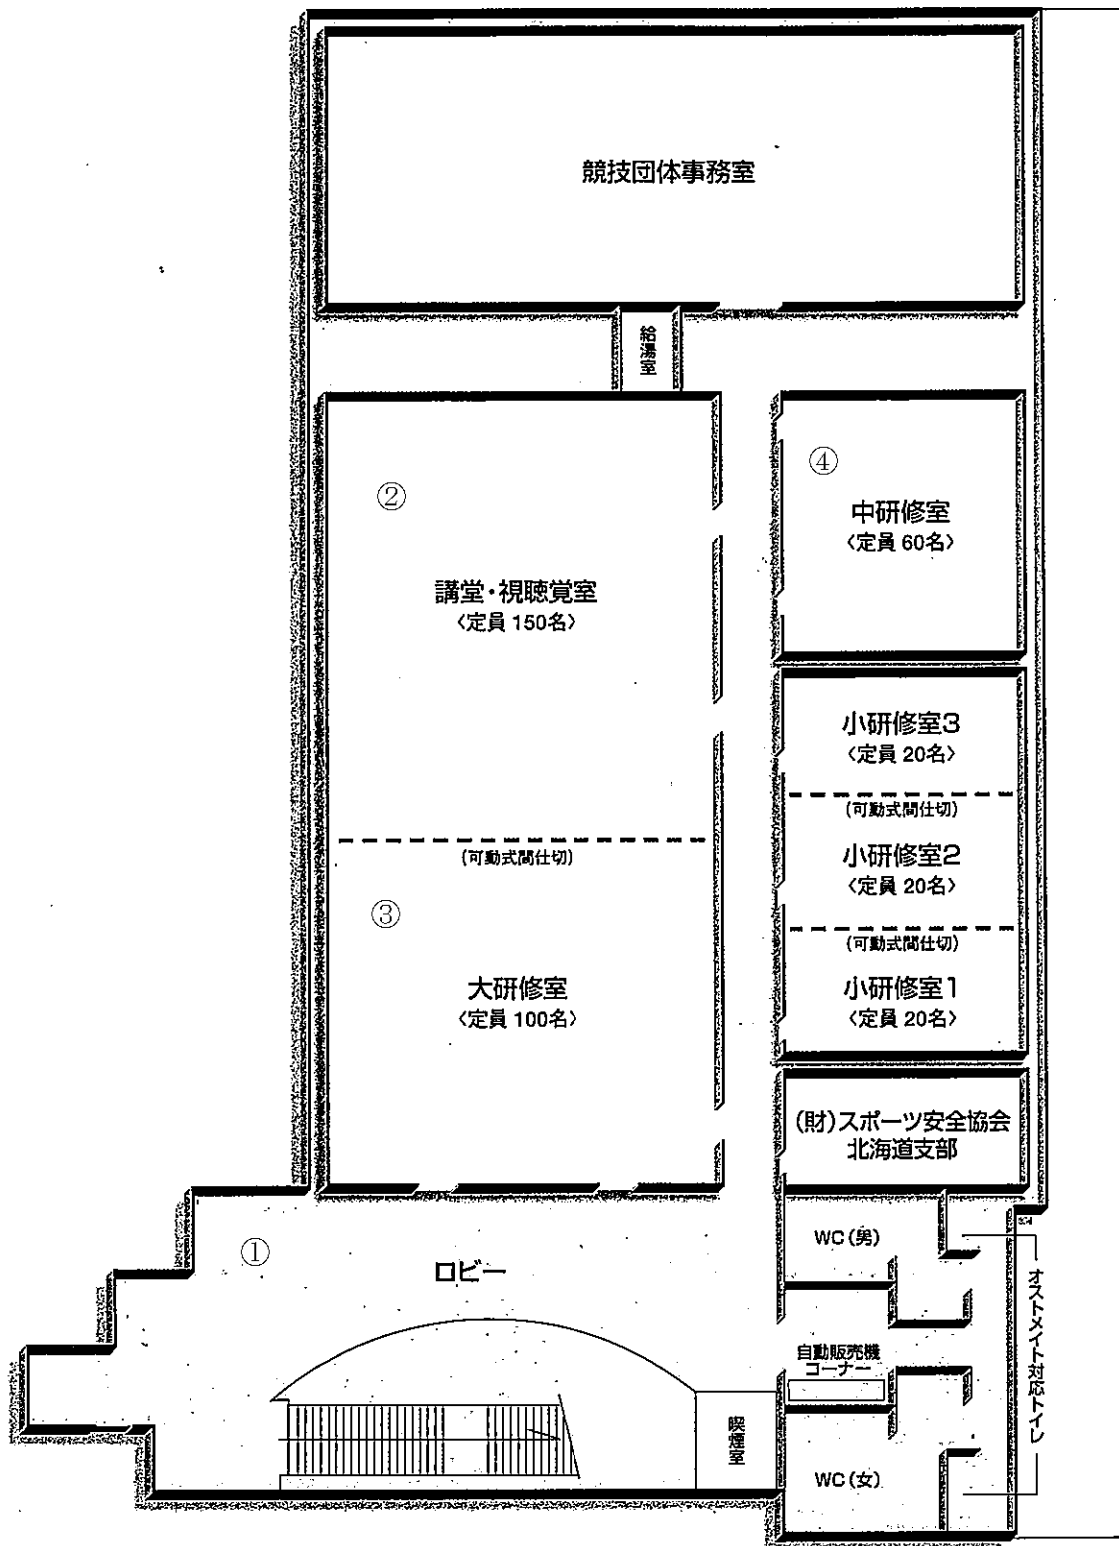 競技団体事務室
給湯室
②
講堂・視聴覚室
〈定員 150名〉
④
中研修室
〈定員 60名〉
小研修室3
〈定員 20名〉
(可動式間仕切)
小研修室2
〈定員 20名〉
(可動式間仕切)
小研修室1
〈定員 20名〉
(可動式間仕切)
③
大研修室
〈定員 100名〉
(財)スポーツ安全協会
北海道支部
①
ロビー
WC(男)
自動販売機
コーナー
喫煙室
WC(女)
オストメイト対応トイレ